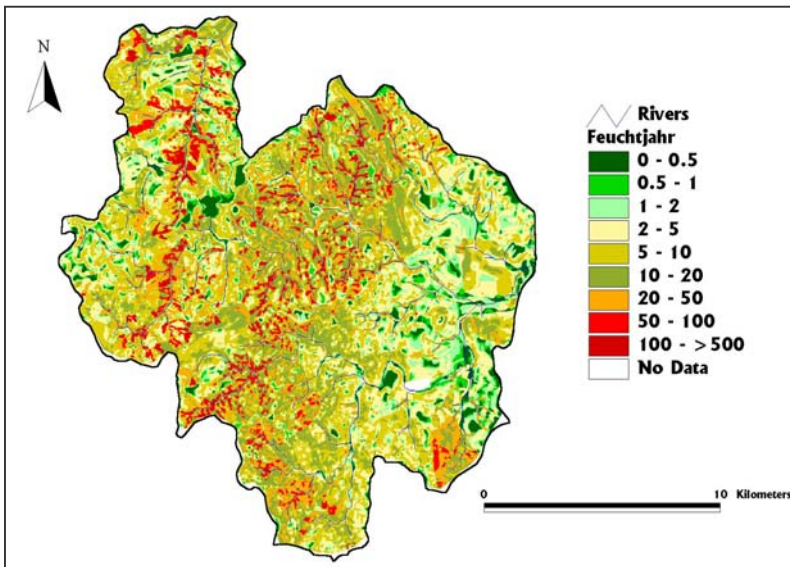 N
Rivers
Feuchtjahr
0 - 0.5
0.5 - 1
1 - 2
2 - 5
5 - 10
10 - 20
20 - 50
50 - 100
100 - > 500
No Data
0 10 Kilometers